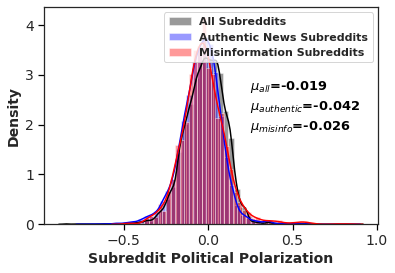 All Subreddits
Authentic News Subreddits
Misinformation Subreddits
μall=-0.019
μauthentic=-0.042
μmisinfo=-0.026
4
3
2
1
0
Density
−0.5
0.0
0.5
1.0
Subreddit Political Polarization